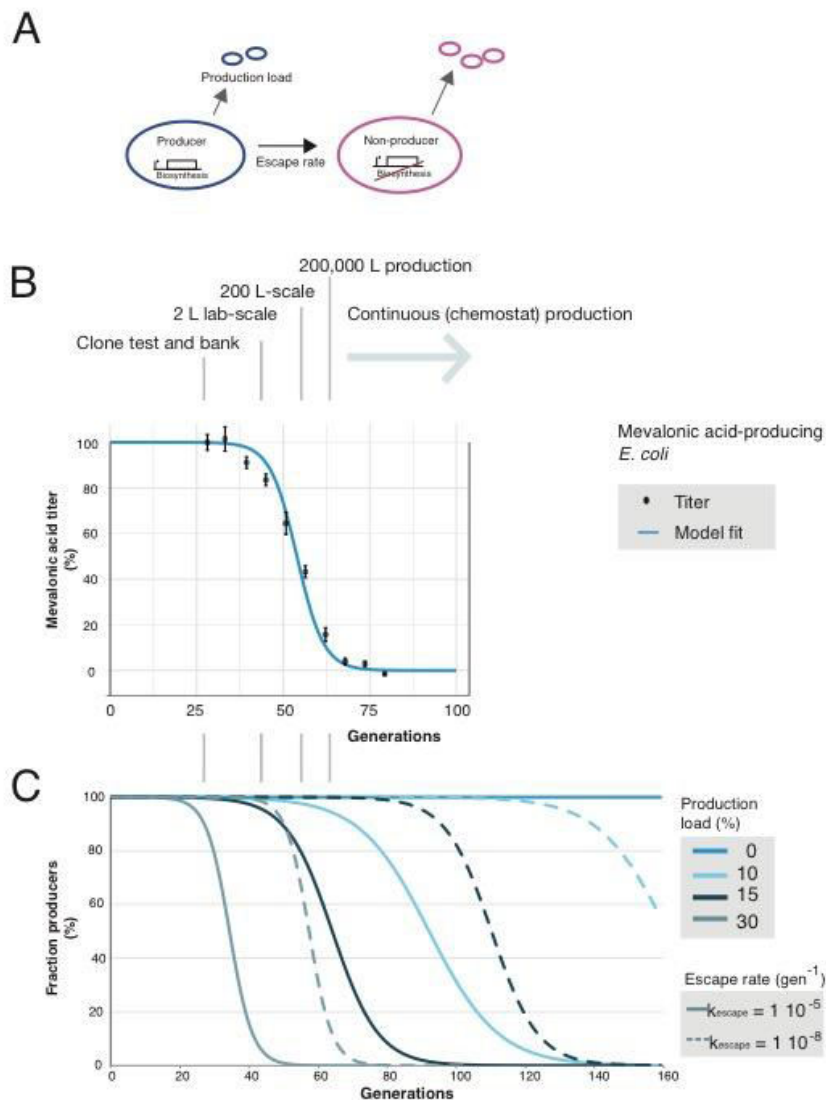 A
Production load
Producer
Biosynthesis
Escape rate
Non-producer
Biosynthesis
B
200,000 L production
200 L-scale
2 L lab-scale
Clone test and bank
Continuous (chemostat) production
Mevalonic acid titer
(%)
100
80
60
40
20
0
0 25 50 75 100
Generations
Mevalonic acid-producing
E. coli
Titer
Model fit
C
Fraction producers
(%)
100
80
60
40
20
0
0 20 40 60 80 100 120 140 160
Generations
Production
load (%)
0
10
15
30
Escape rate (gen⁻¹)
kescape = 1 10⁻⁵
kescape = 1 10⁻⁸